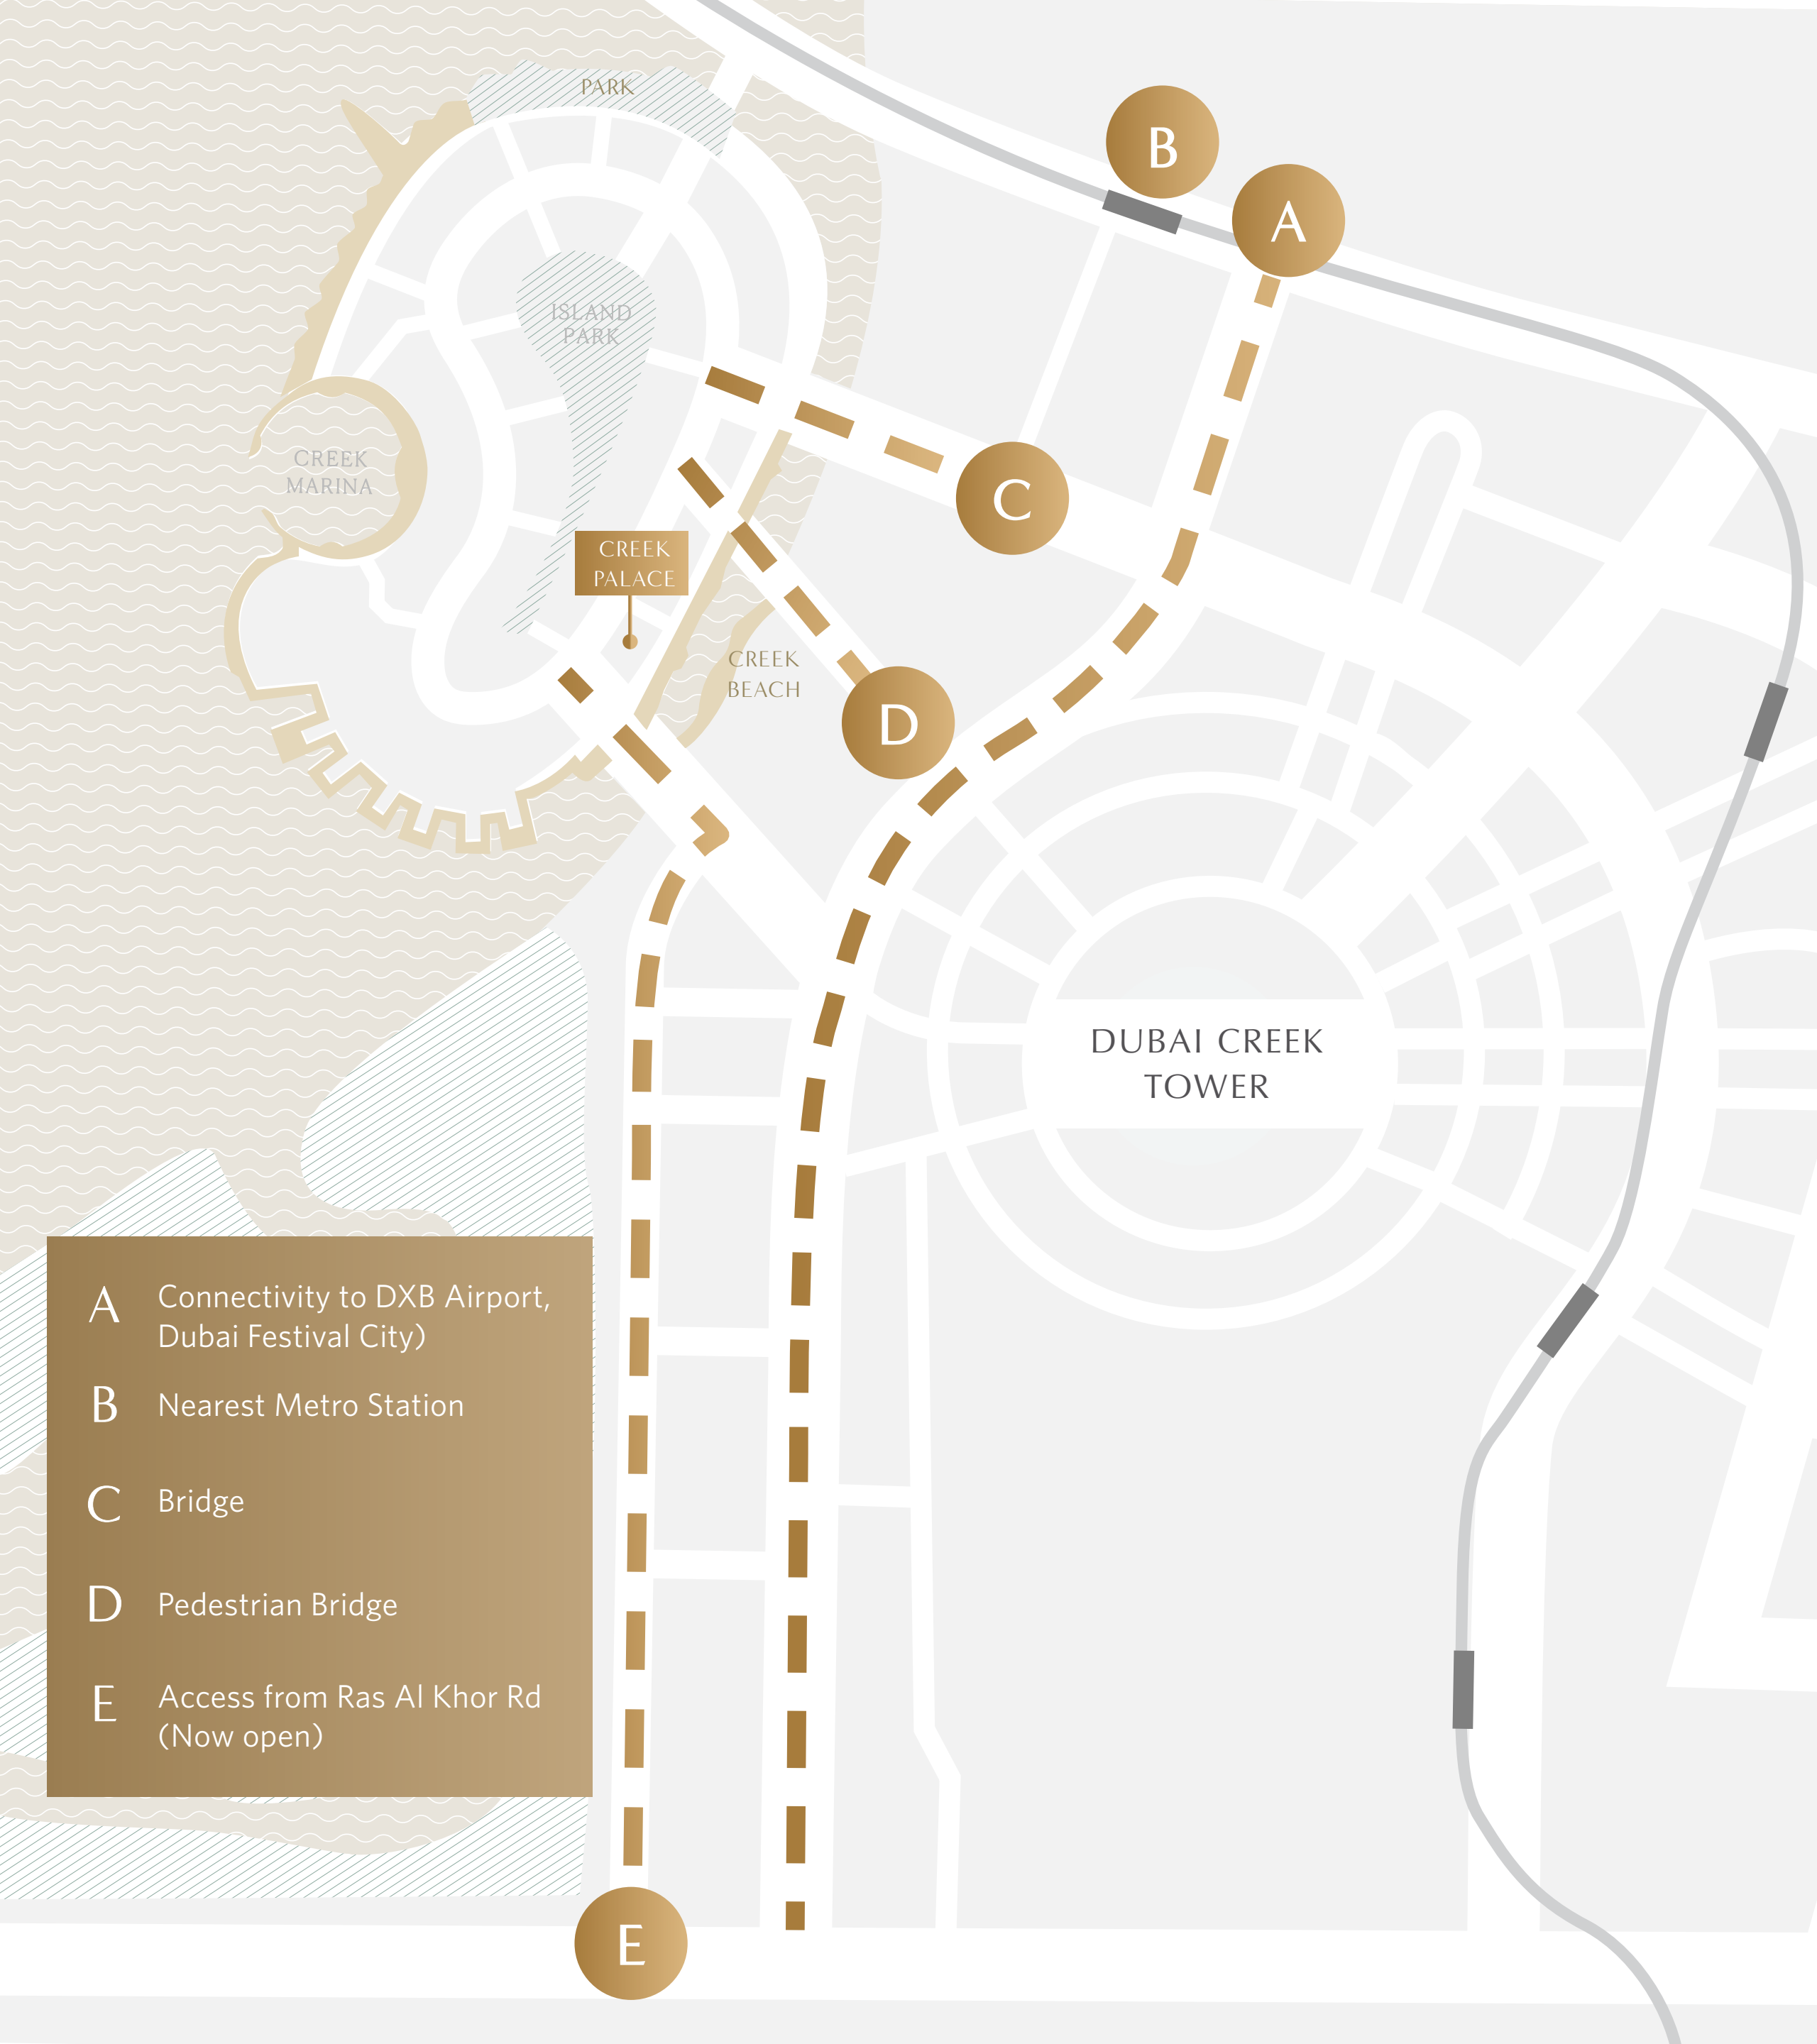 PARK
B
A
ISLAND
PARK
CREEK
MARINA
C
CREEK
PALACE
CREEK
BEACH
D
DUBAI CREEK
TOWER
A Connectivity to DXB Airport,
Dubai Festival City)
B Nearest Metro Station
C Bridge
D Pedestrian Bridge
E Access from Ras Al Khor Rd
(Now open)
E